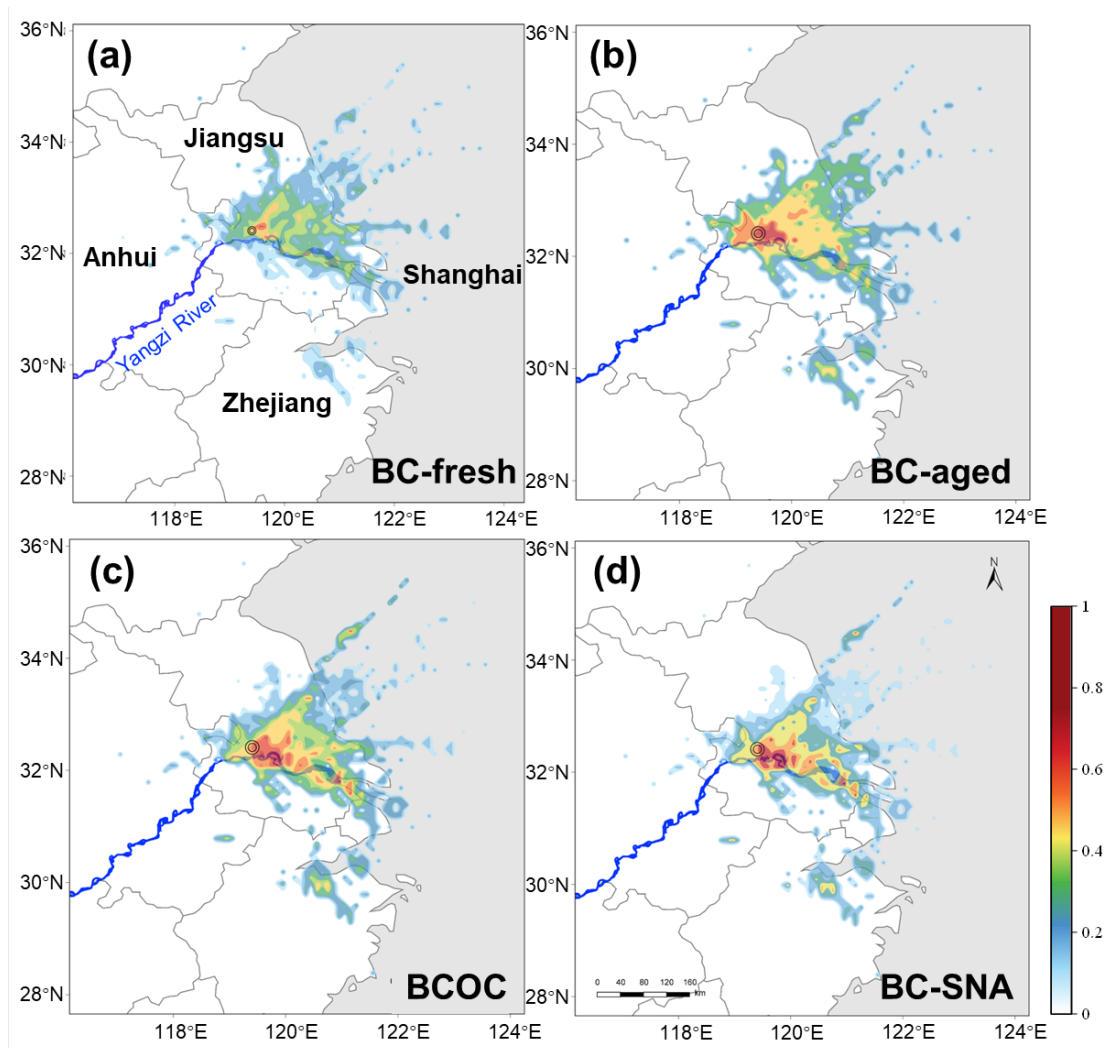 36°N
(a)
Jiangsu
34°N
32°N
Anhui
Shanghai
Yangzi River
30°N
Zhejiang
28°N
BC-fresh
118°E 120°E 122°E 124°E
36°N
(b)
34°N
32°N
30°N
28°N
BC-aged
118°E 120°E 122°E 124°E
36°N
(c)
34°N
32°N
30°N
28°N
BCOC
118°E 120°E 122°E 124°E
36°N
(d)
N
34°N
32°N
30°N
28°N
0 40 80 120 160
km
BC-SNA
118°E 120°E 122°E 124°E
1
0.8
0.6
0.4
0.2
0